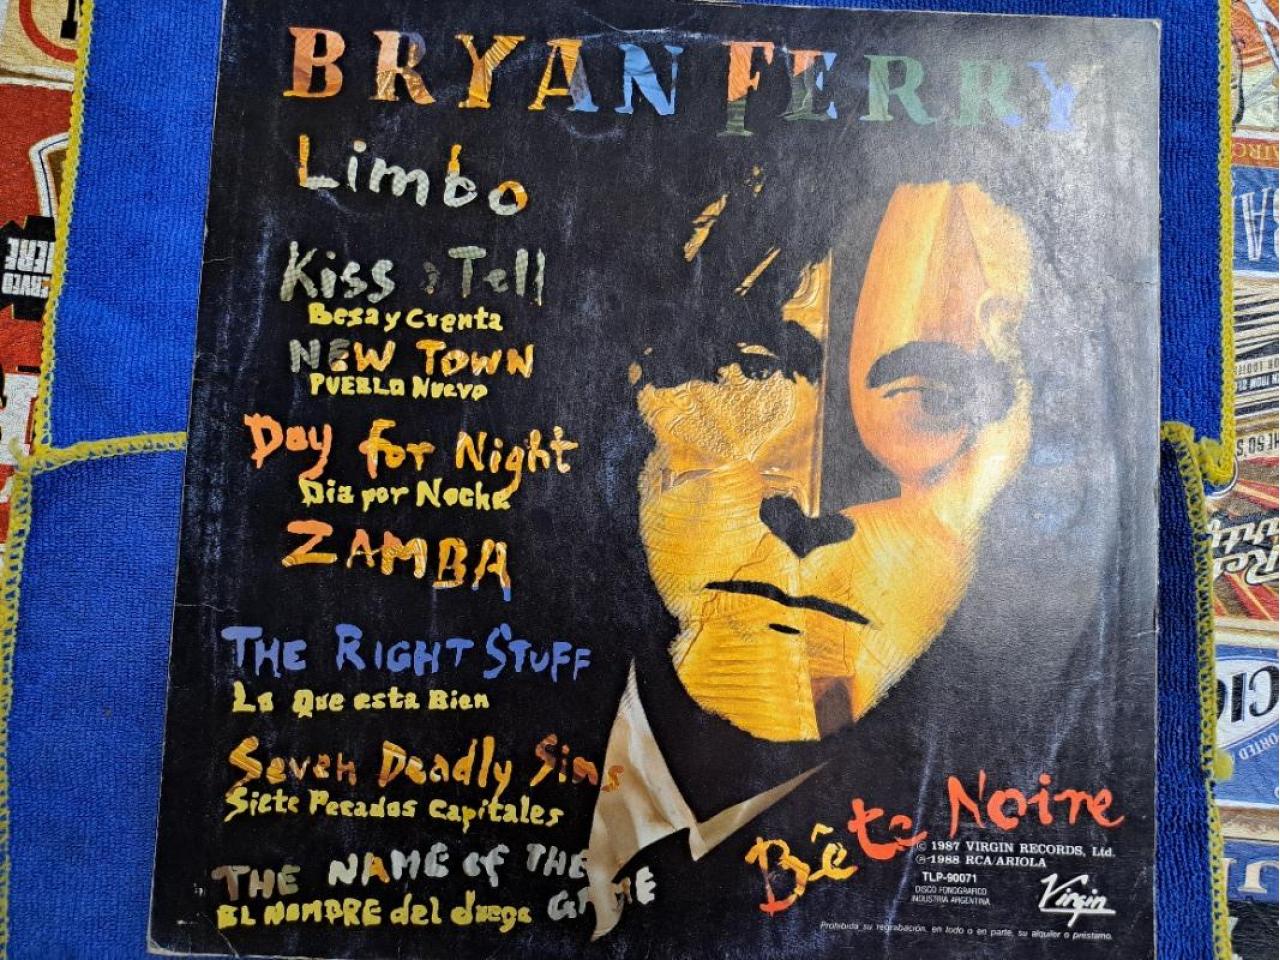 BRYAN FERRY
Limbo
Kiss & Tell
Besa y Cuenta
NEW TOWN
PUEBLO NUEVO
Day for Night
Dia por Noche
ZAMBA
THE RIGHT STUFF
Lo Que esta Bien
Seven Deadly Sins
Siete Pecados Capitales
THE NAME of THE GAME
EL NOMBRE del Juego
Bête Noire
© 1987 VIRGIN RECORDS, Ltd.
℗ 1988 RCA/ARIOLA
TLP-90071
DISCO FONOGRAFICO
INDUSTRIA ARGENTINA
Virgin
Prohibida su regrabación, en todo o en parte, su alquiler o préstamo.